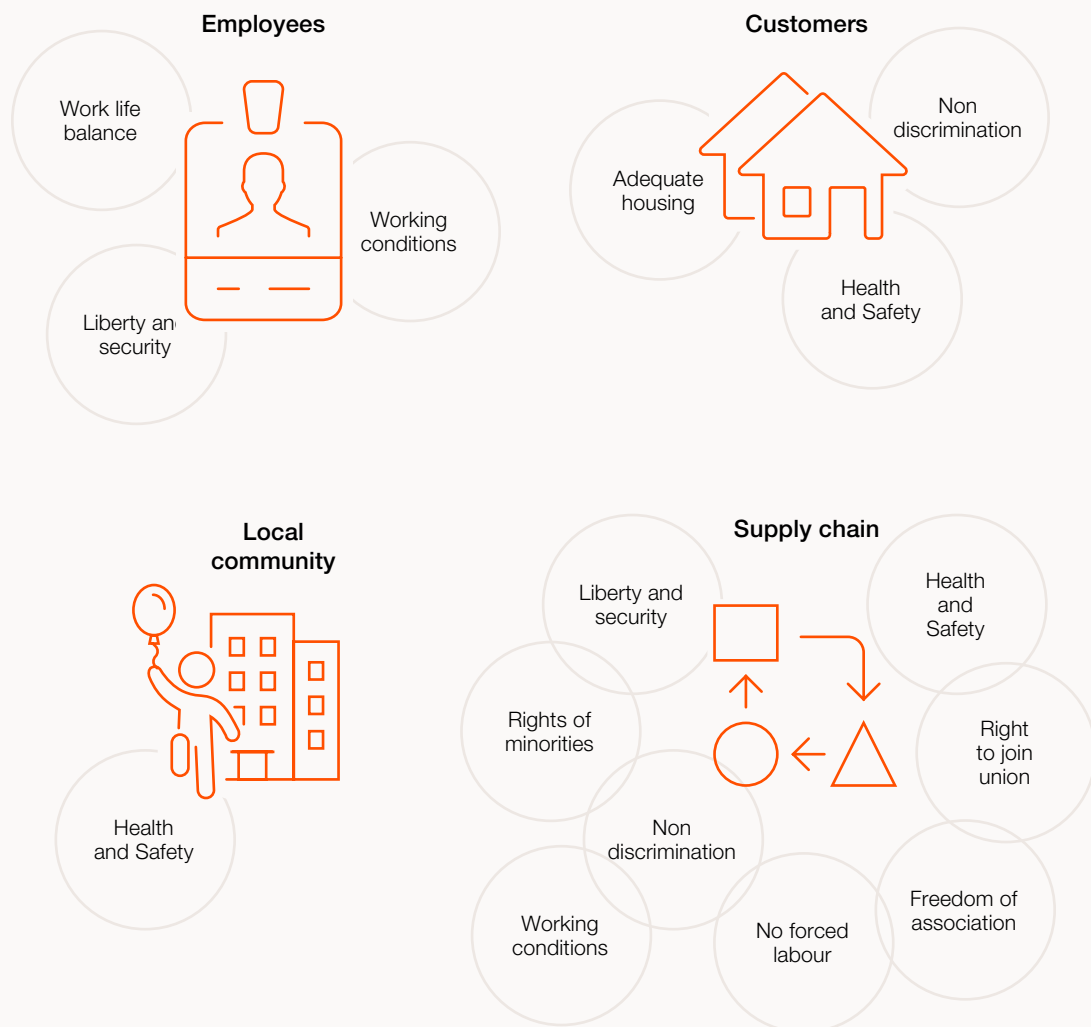 Employees
Work life
balance
Working
conditions
Liberty an
security
Customers
Non
discrimination
Adequate
housing
Health
and Safety
Local
community
Health
and Safety
Supply chain
Liberty and
security
Health
and
Safety
Rights of
minorities
Right
to join
union
Non
discrimination
Freedom of
association
Working
conditions
No forced
labour